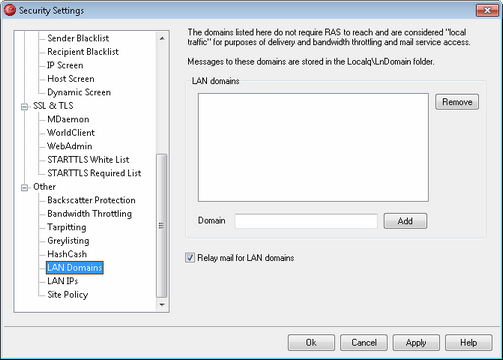 Security Settings
Sender Blacklist
Recipient Blacklist
IP Screen
Host Screen
Dynamic Screen
SSL & TLS
MDaemon
WorldClient
WebAdmin
STARTTLS White List
STARTTLS Required List
Other
Backscatter Protection
Bandwidth Throttling
Tarpitting
Greylisting
HashCash
LAN Domains
LAN IPs
Site Policy
The domains listed here do not require RAS to reach and are considered "local
traffic" for purposes of delivery and bandwidth throttling and mail service access.
Messages to these domains are stored in the Localq\LnDomain folder.
LAN domains
Remove
Domain
Add
Relay mail for LAN domains
Ok
Cancel
Apply
Help